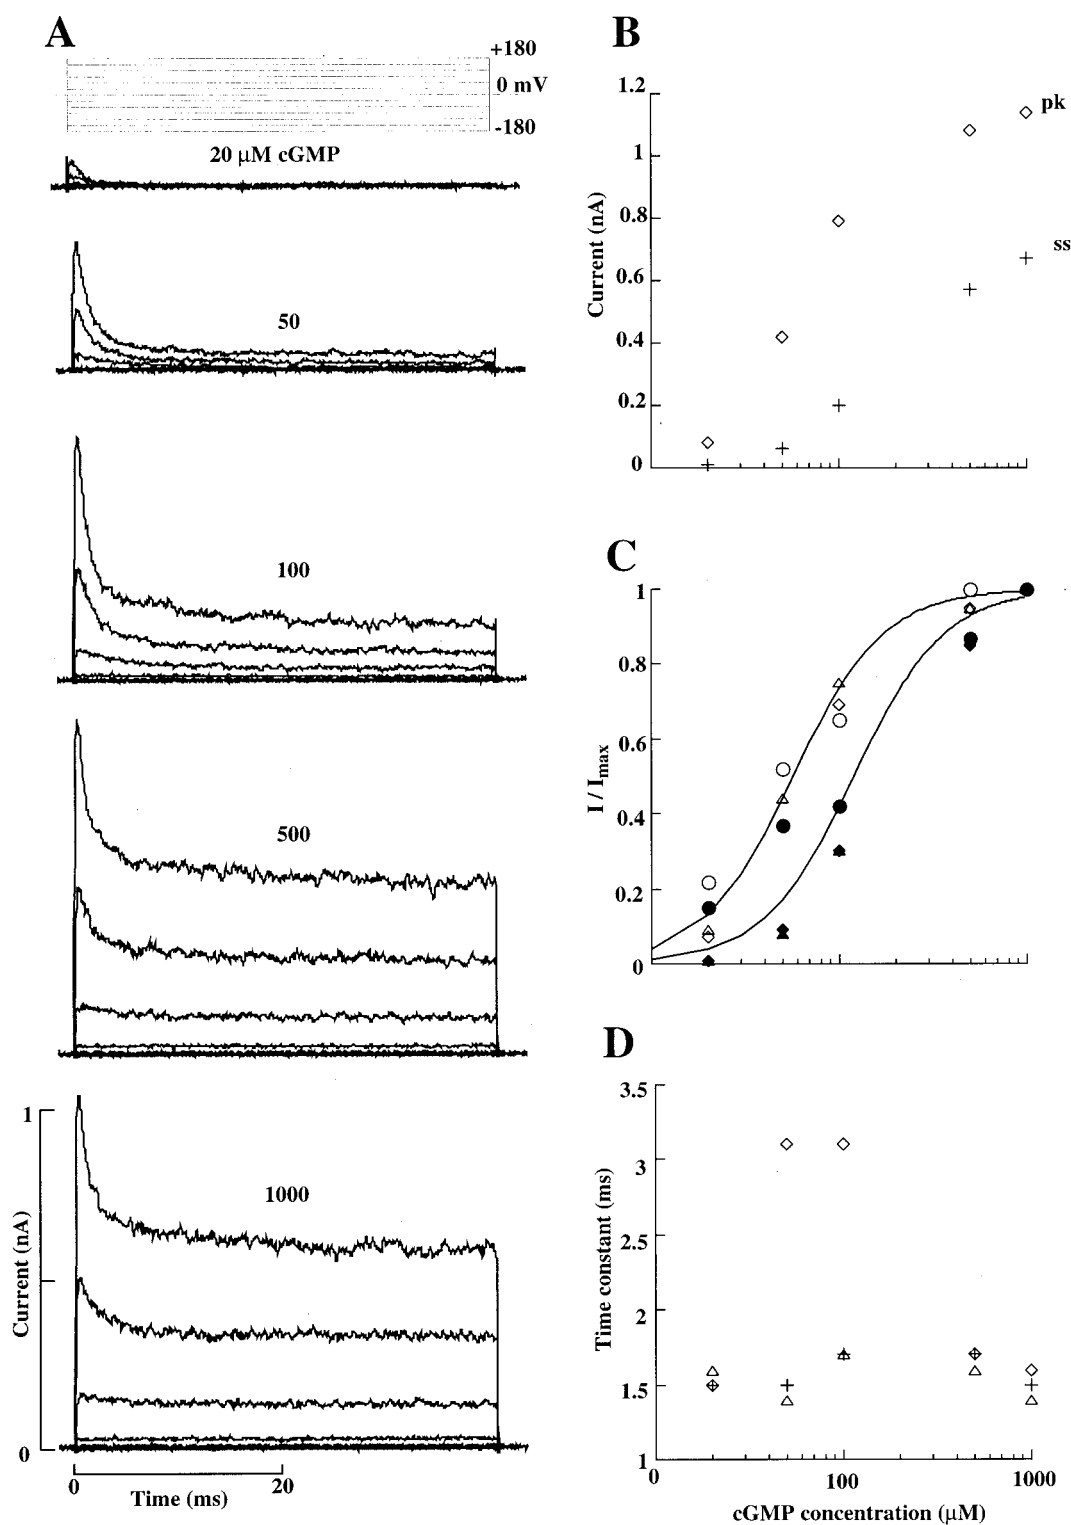 A
+180
0 mV
-180
20 μM cGMP
50
100
500
1000
1
Current (nA)
0
0
20
Time (ms)
B
1.2
1
0.8
0.6
0.4
0.2
0
Current (nA)
pk
ss
C
1
0.8
0.6
0.4
0.2
0
I / Imax
D
3.5
3
2.5
2
1.5
1
Time constant (ms)
0
100
1000
cGMP concentration (μM)